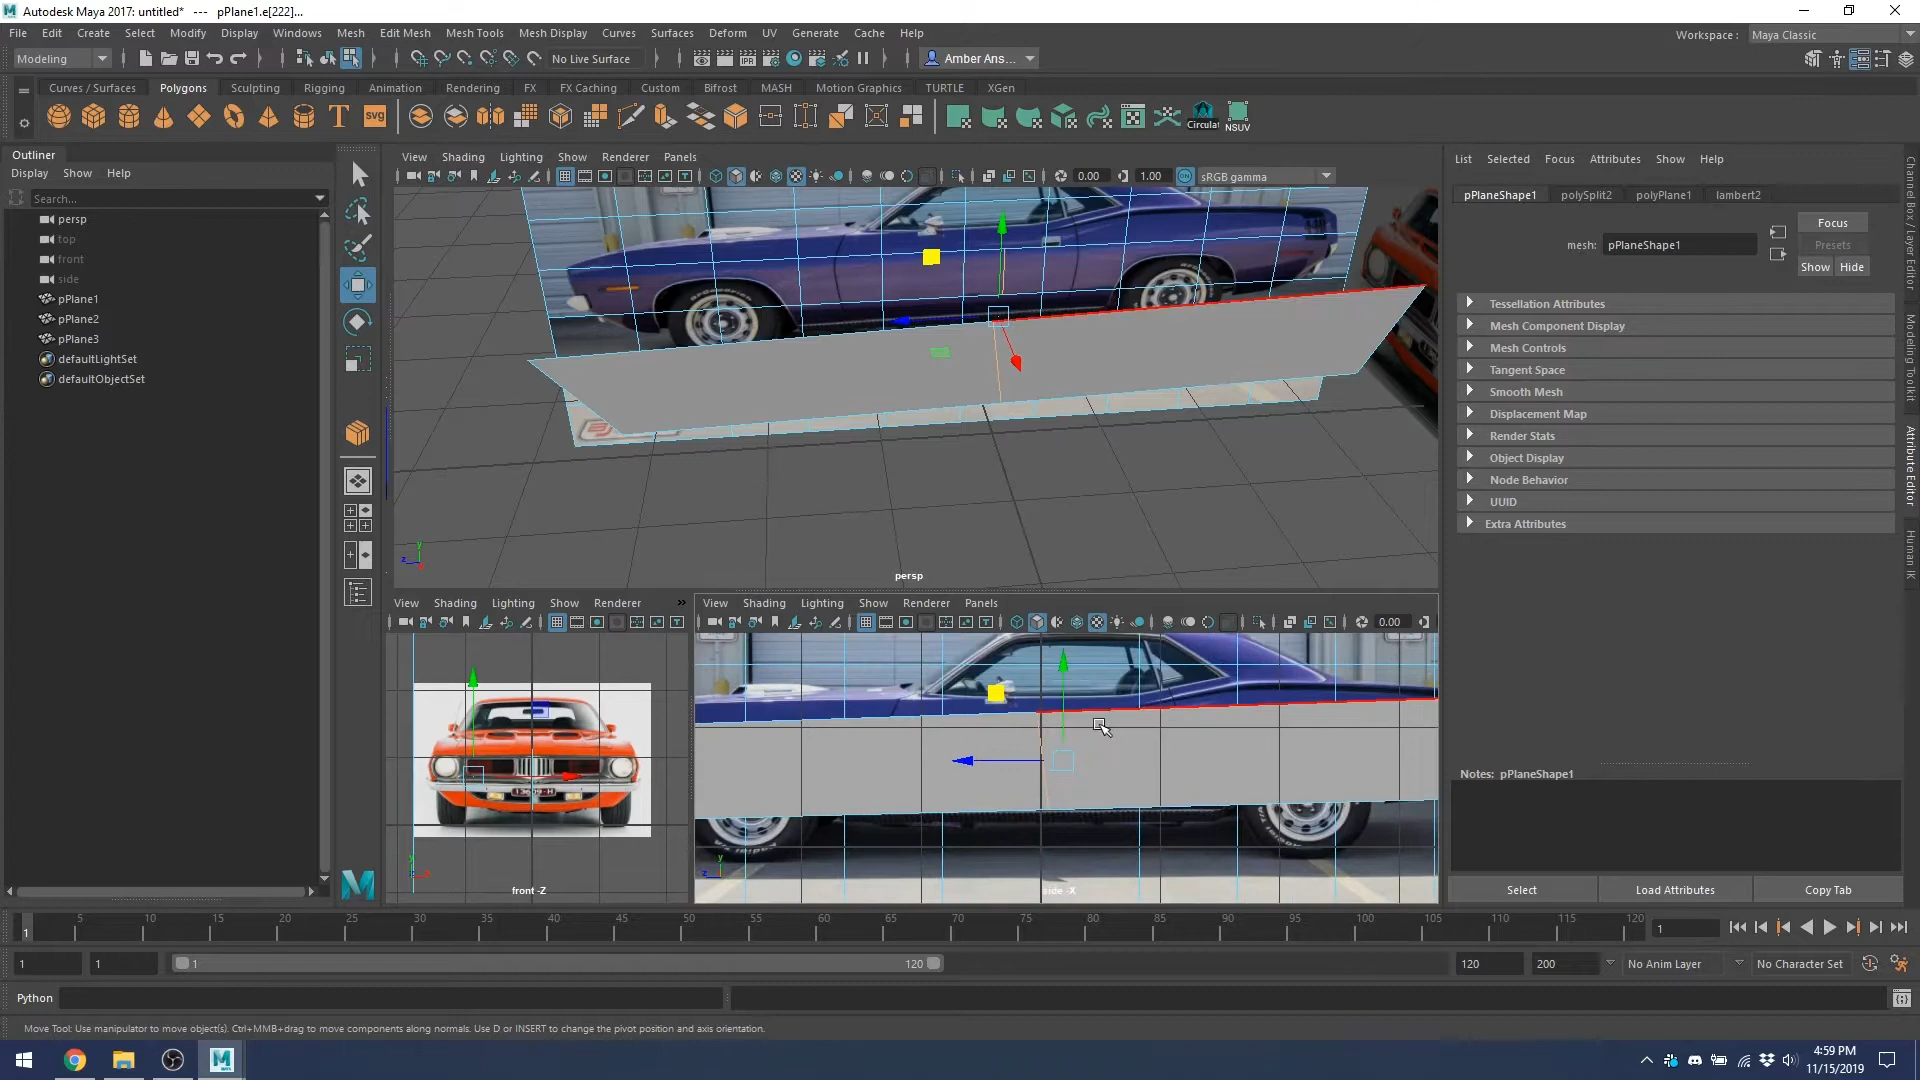 Autodesk Maya 2017: untitled* --- pPlane1.e[222]...
File Edit Create Select Modify Display Windows Mesh Edit Mesh Mesh Tools Mesh Display Curves Surfaces Deform UV Generate Cache Help
Workspace : Maya Classic
Modeling No Live Surface Amber Ans...
Curves / Surfaces Polygons Sculpting Rigging Animation Rendering FX FX Caching Custom Bifrost MASH Motion Graphics TURTLE XGen
T SVG Circulat NSUV
Outliner
Display Show Help
Search...
persp
top
front
side
pPlane1
pPlane2
pPlane3
defaultLightSet
defaultObjectSet
View Shading Lighting Show Renderer Panels
0.00 1.00 sRGB gamma
persp
View Shading Lighting Show Renderer »
front -Z
View Shading Lighting Show Renderer Panels
0.00
side -X
List Selected Focus Attributes Show Help
pPlaneShape1 polySplit2 polyPlane1 lambert2
mesh: pPlaneShape1
Focus
Presets
Show Hide
Tessellation Attributes
Mesh Component Display
Mesh Controls
Tangent Space
Smooth Mesh
Displacement Map
Render Stats
Object Display
Node Behavior
UUID
Extra Attributes
Notes: pPlaneShape1
Select Load Attributes Copy Tab
Channel Box / Layer Editor
Modeling Toolkit
Attribute Editor
Human IK
5 10 15 20 25 30 35 40 45 50 55 60 65 70 75 80 85 90 95 100 105 110 115 120
1 1
1 1 1 120 120 200 No Anim Layer No Character Set
Python
Move Tool: Use manipulator to move object(s). Ctrl+MMB+drag to move components along normals. Use D or INSERT to change the pivot position and axis orientation.
4:59 PM
11/15/2019